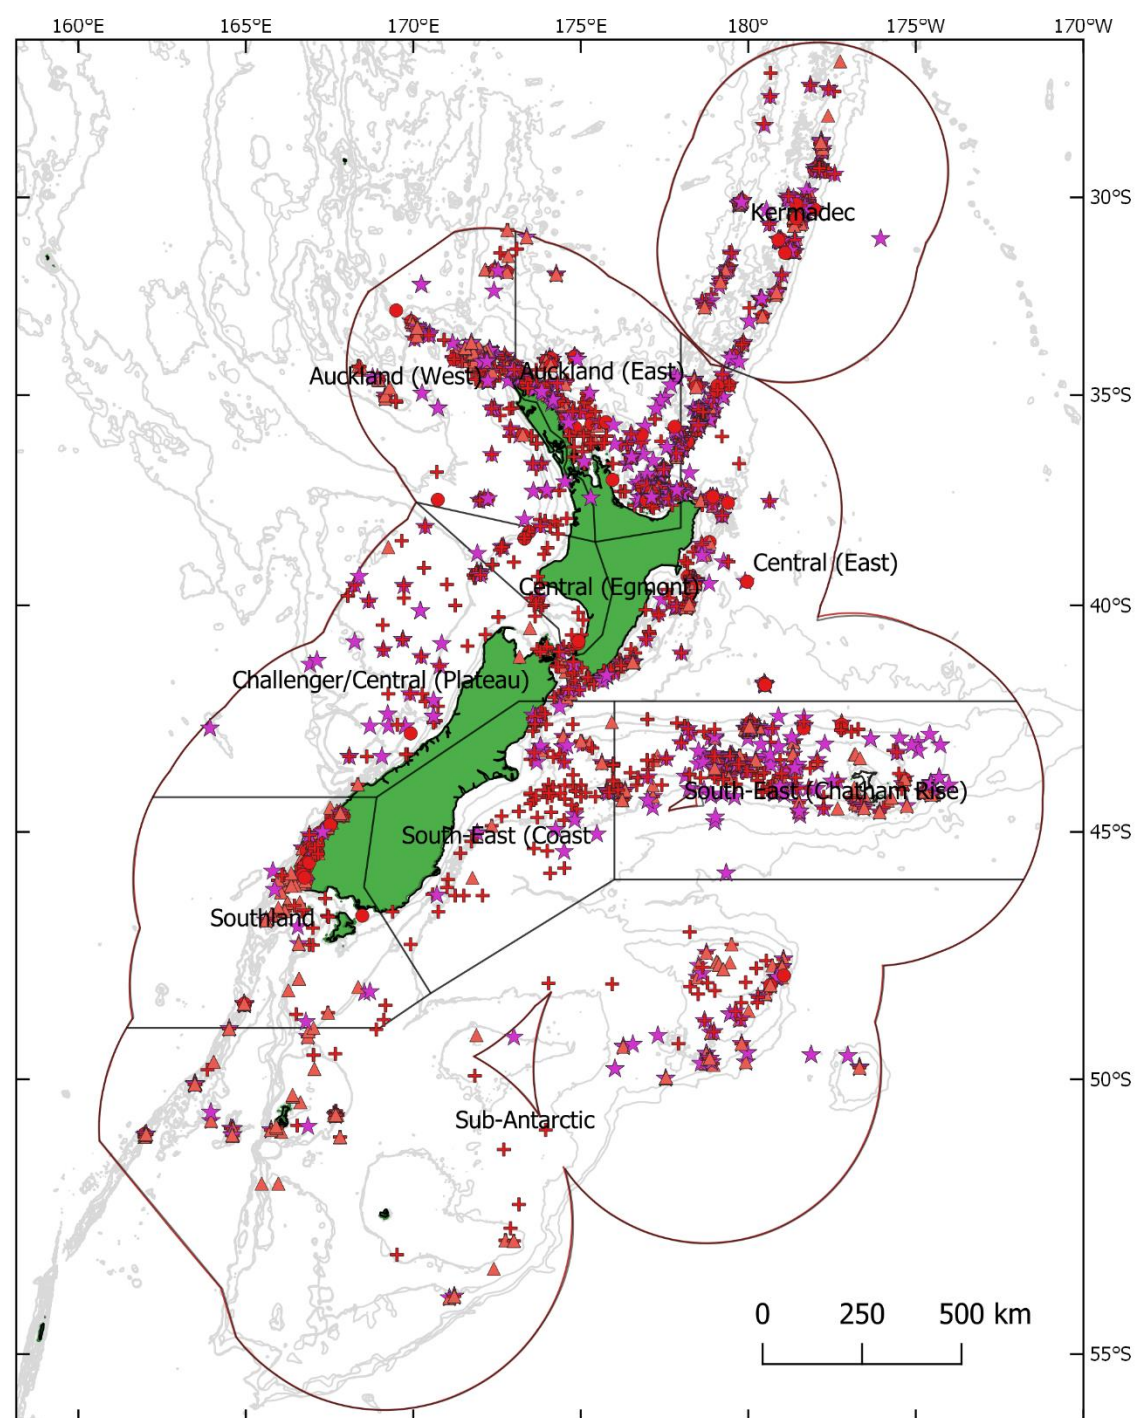 160°E 165°E 170°E 175°E 180° 175°W 170°W
30°S
Kermadec
Auckland (West) Auckland (East)
35°S
Central (East)
Central (Egmont)
40°S
Challenger/Central (Plateau)
South-East (Chatham Rise)
South-East (Coast
45°S
Southland
50°S
Sub-Antarctic
0 250 500 km
55°S